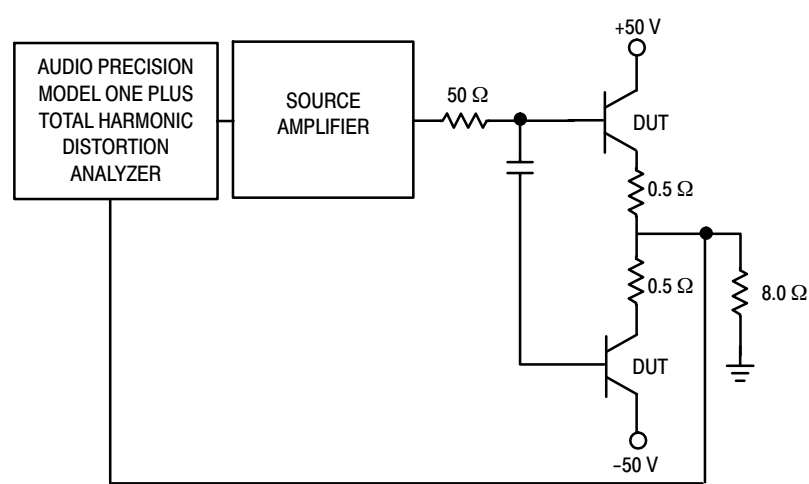 +50 V
AUDIO PRECISION
MODEL ONE PLUS
TOTAL HARMONIC
DISTORTION
ANALYZER
SOURCE
AMPLIFIER
50 Ω
DUT
0.5 Ω
0.5 Ω
8.0 Ω
DUT
-50 V